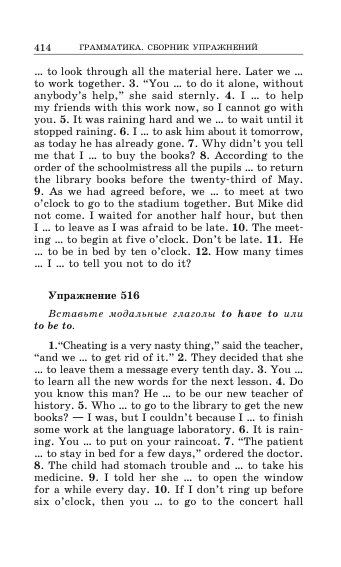 414 ГРАММАТИКА. СБОРНИК УПРАЖНЕНИЙ
... to look through all the material here. Later we ...
to work together. 3. “You ... to do it alone, without
anybody’s help,” she said sternly. 4. I ... to help
my friends with this work now, so I cannot go with
you. 5. It was raining hard and we ... to wait until it
stopped raining. 6. I ... to ask him about it tomorrow,
as today he has already gone. 7. Why didn’t you tell
me that I ... to buy the books? 8. According to the
order of the schoolmistress all the pupils ... to return
the library books before the twenty-third of May.
9. As we had agreed before, we ... to meet at two
o’clock to go to the stadium together. But Mike did
not come. I waited for another half hour, but then
I ... to leave as I was afraid to be late. 10. The meet-
ing ... to begin at five o’clock. Don’t be late. 11. He
... to be in bed by ten o’clock. 12. How many times
... I ... to tell you not to do it?
Упражнение 516
Вставьте модальные глаголы to have to или
to be to.
1.“Cheating is a very nasty thing,” said the teacher,
“and we ... to get rid of it.” 2. They decided that she
... to leave them a message every tenth day. 3. You ...
to learn all the new words for the next lesson. 4. Do
you know this man? He ... to be our new teacher of
history. 5. Who ... to go to the library to get the new
books? — I was, but I couldn’t because I ... to finish
some work at the language laboratory. 6. It is rain-
ing. You ... to put on your raincoat. 7. “The patient
... to stay in bed for a few days,” ordered the doctor.
8. The child had stomach trouble and ... to take his
medicine. 9. I told her she ... to open the window
for a while every day. 10. If I don’t ring up before
six o’clock, then you ... to go to the concert hall